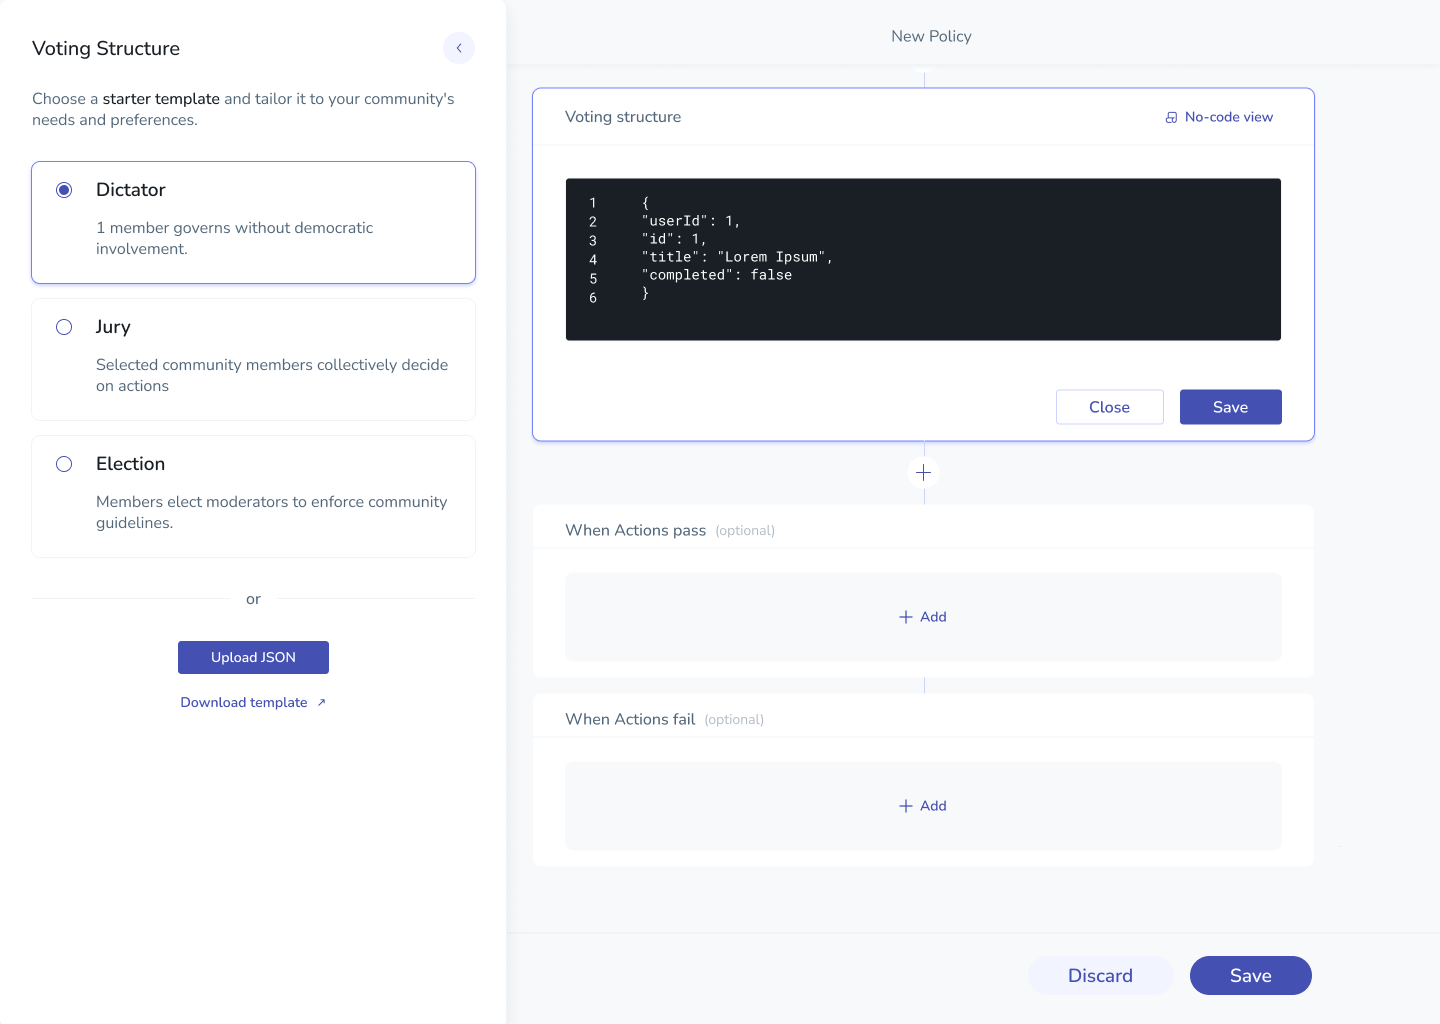 Voting Structure
Choose a starter template and tailor it to your community's
needs and preferences.
Dictator
1 member governs without democratic
involvement.
Jury
Selected community members collectively decide
on actions
Election
Members elect moderators to enforce community
guidelines.
or
Upload JSON
Download template
New Policy
Voting structure
No-code view
1 {
2 "userId": 1,
3 "id": 1,
4 "title": "Lorem Ipsum",
5 "completed": false
6 }
Close
Save
When Actions pass (optional)
Add
When Actions fail (optional)
Add
Discard
Save